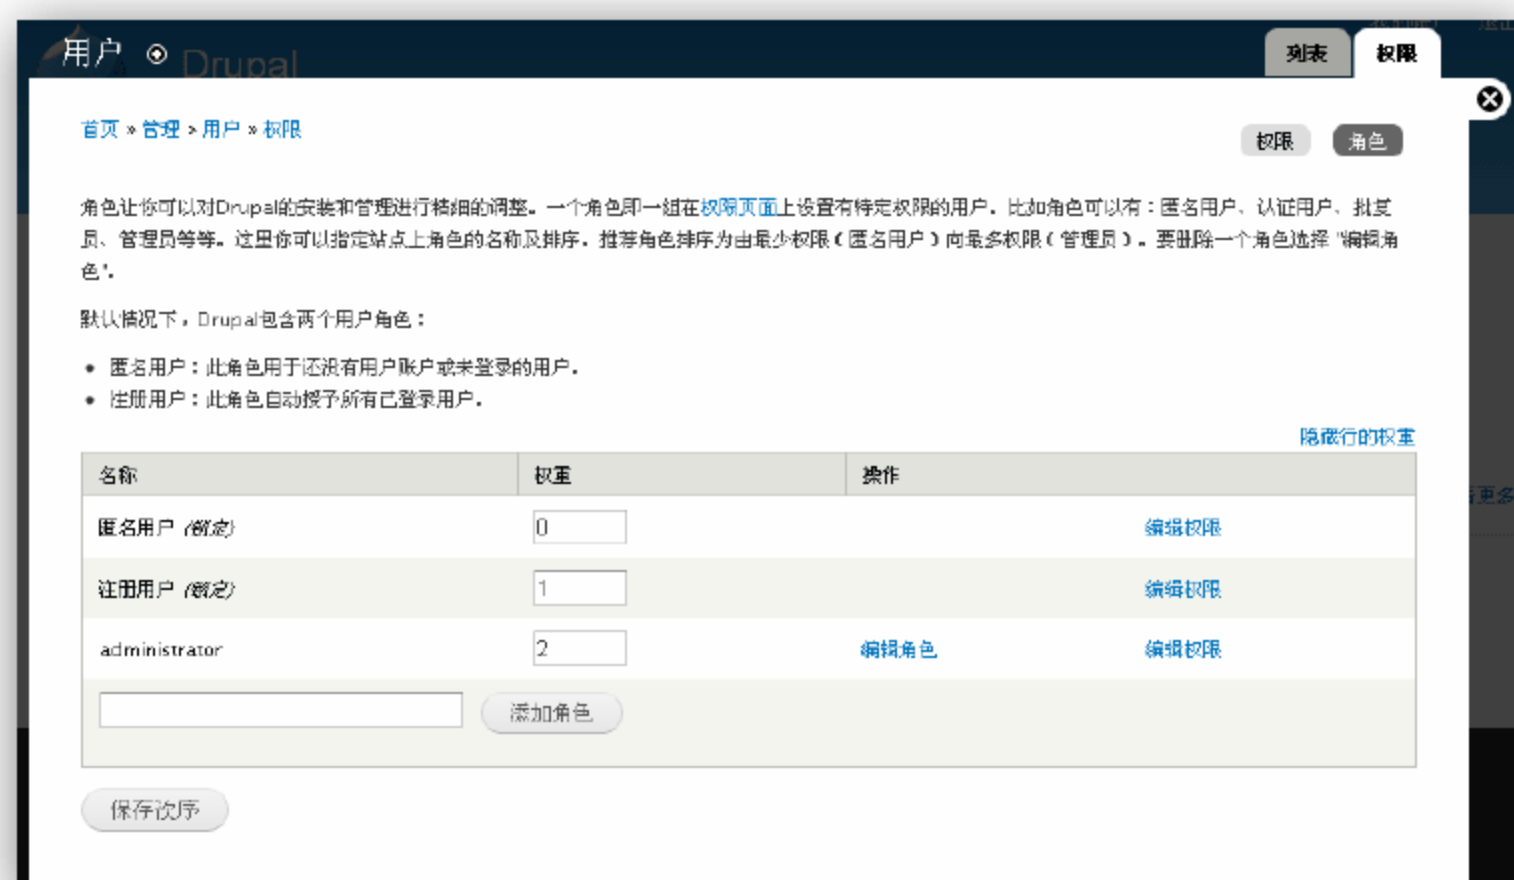 用户
Drupal
列表 权限
首页 » 管理 » 用户 » 权限
权限 角色
角色让你可以对Drupal的安装和管理进行精细的调整。一个角色即一组在权限页面上设置有特定权限的用户. 比如角色可以有：匿名用户、认证用户、批复
员、管理员等等。这里你可以指定站点上角色的名称及排序. 推荐角色排序为由最少权限（匿名用户）向最多权限（管理员）. 要删除一个角色选择 "编辑角
色".
默认情况下，Drupal包含两个用户角色：
• 匿名用户：此角色用于还没有用户账户或未登录的用户.
• 注册用户：此角色自动授予所有已登录用户.
隐藏行的权重
名称 权重 操作
匿名用户 (锁定) 0 编辑权限
注册用户 (锁定) 1 编辑权限
administrator 2 编辑角色 编辑权限
添加角色
保存次序